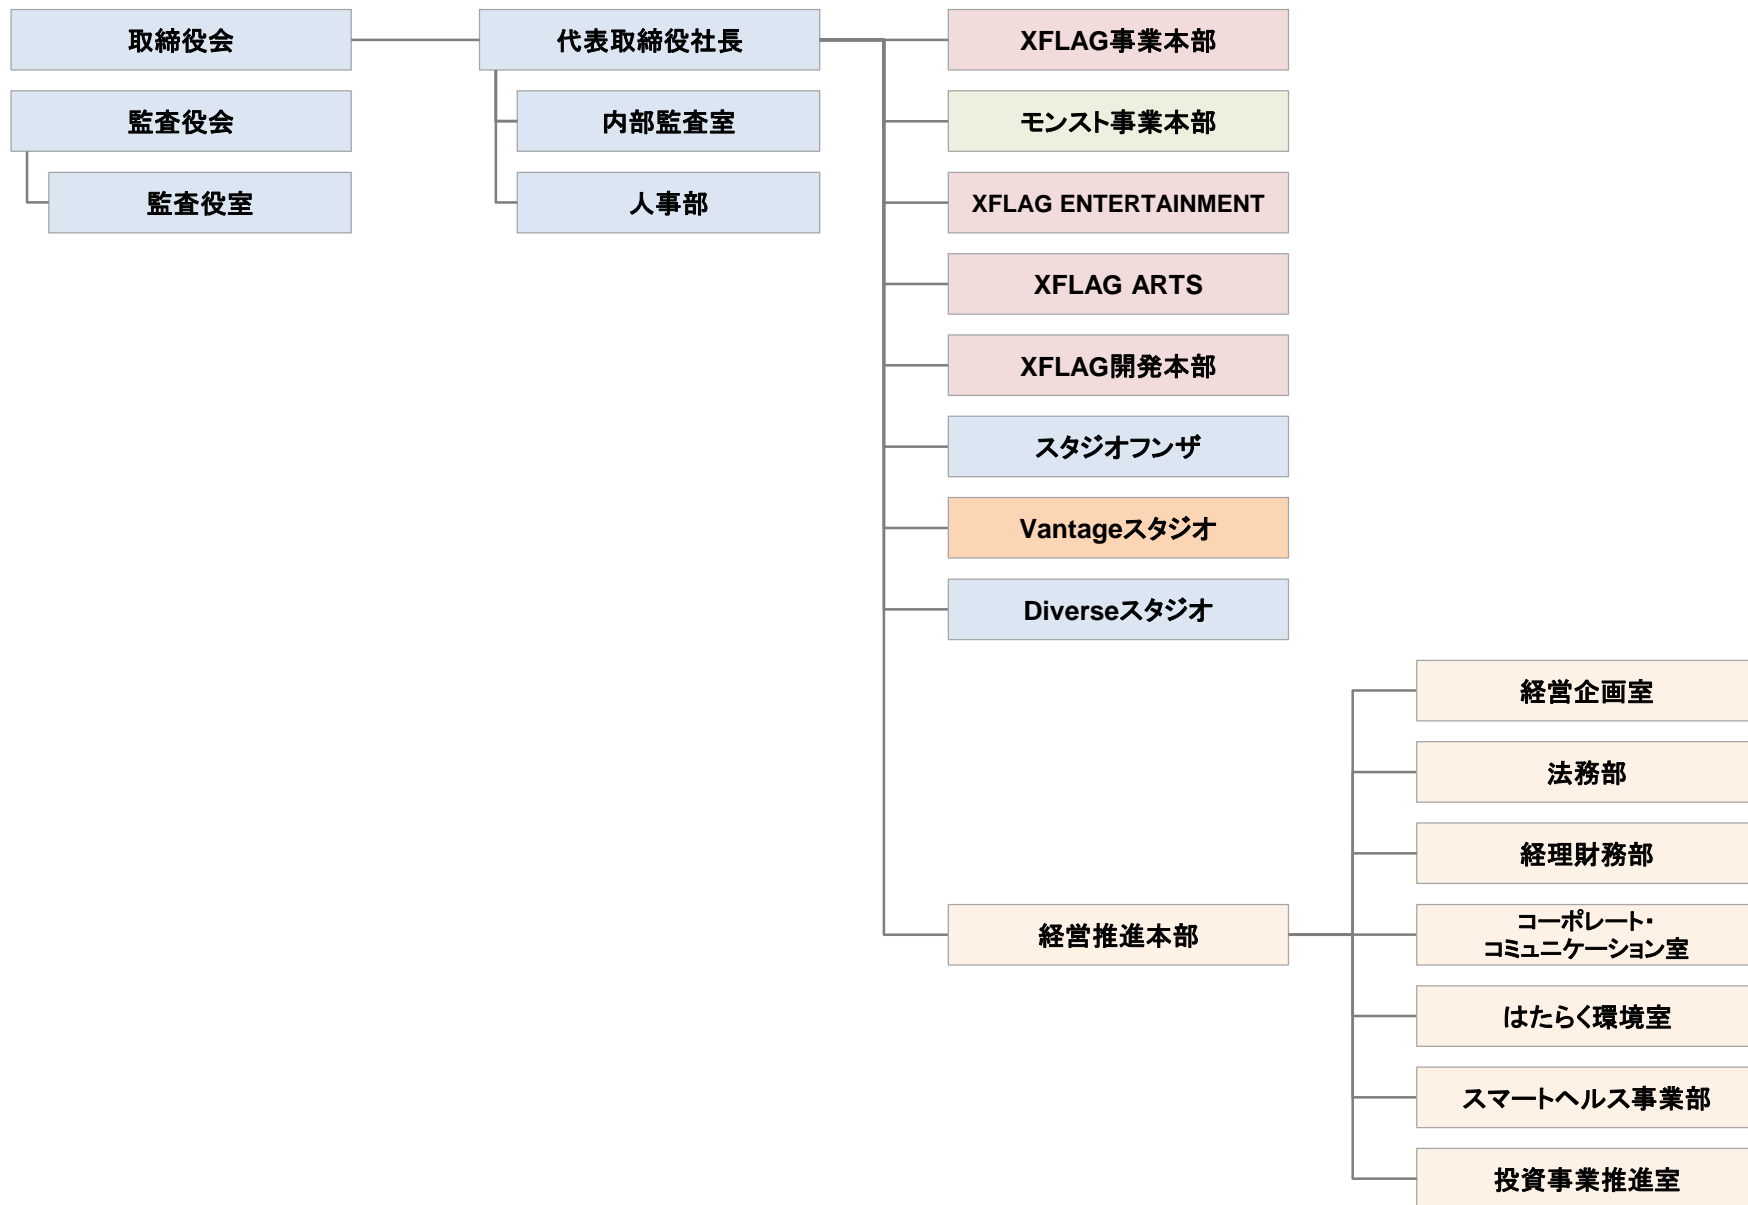 取締役会
監査役会
監査役室
代表取締役社長
内部監査室
人事部
XFLAG事業本部
モンスト事業本部
XFLAG ENTERTAINMENT
XFLAG ARTS
XFLAG開発本部
スタジオフンザ
Vantageスタジオ
Diverseスタジオ
経営推進本部
経営企画室
法務部
経理財務部
コーポレート・
コミュニケーション室
はたらく環境室
スマートヘルス事業部
投資事業推進室